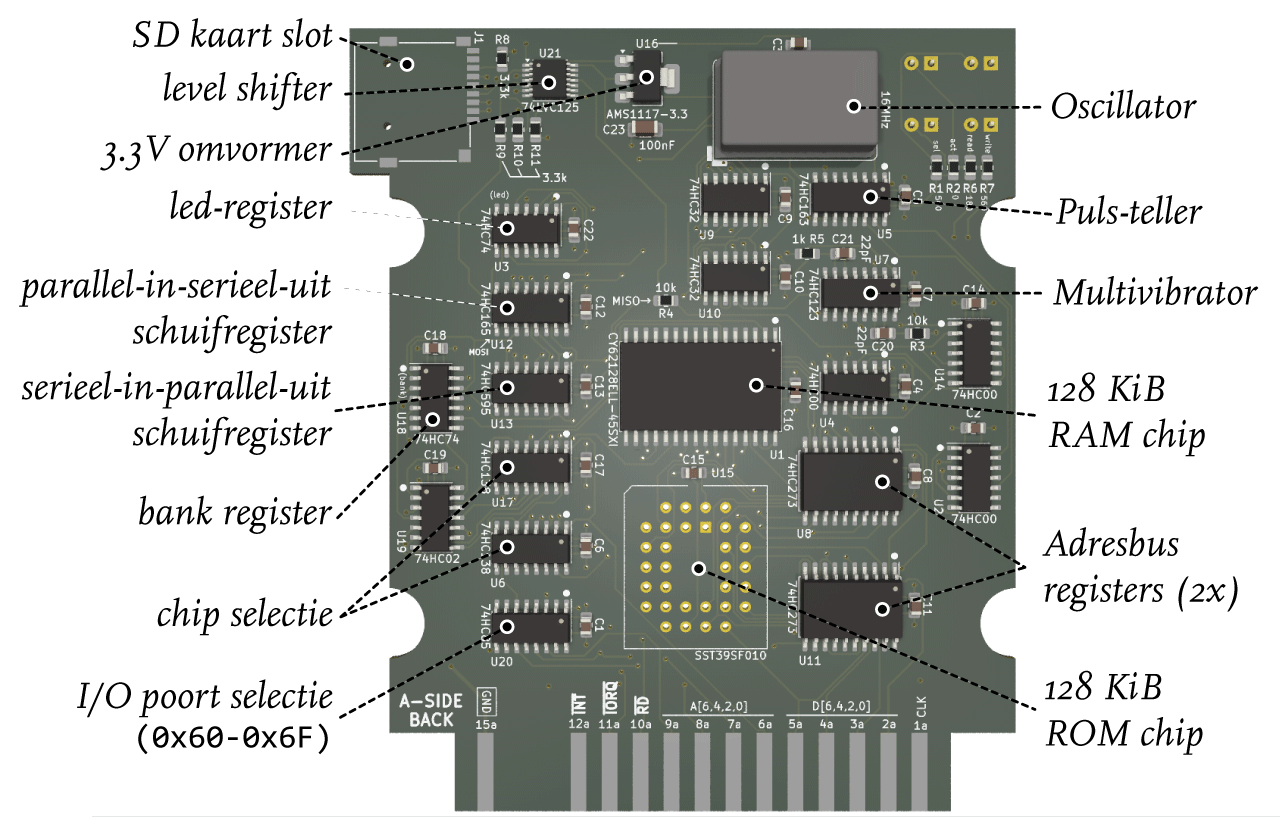 SD kaart slot
level shifter
3.3V omvormer
led-register
parallel-in-serieel-uit
schuifregister
serieel-in-parallel-uit
schuifregister
bank register
chip selectie
I/O poort selectie
(0x60-0x6F)
Oscillator
Puls-teller
Multivibrator
128 KiB
RAM chip
Adresbus
registers (2x)
128 KiB
ROM chip
J1
R8
3.3k
U21
74LVC125
U16
AMS1117-3.3
C23
100nF
R9
R10
R11
3.3k
16MHz
sel
act
read
write
R1
R2
R6
R7
(led)
74HC74
U3
C22
74HC32
U9
C9
74HC163
U5
74HC32
U10
C10
1k R5
C21
22pF
U7
74HC123
C7
22pF
C20
10k
R3
C14
U14
74HC00
MISO→
10k
R4
74HC165
U12
MOSI
C12
C18
(bank)
U18
74HC74
U13
C13
CY62128ELL-45SXI
U1
C16
U4
C4
C2
U2
74HC00
C19
U19
74HC02
U17
C17
C15
U15
74HC273
U8
C8
U6
C6
SST39SF010
74HC273
U11
U20
C1
A-SIDE
BACK
GND
INT
IORQ
RD
A[6,4,2,0]
D[6,4,2,0]
CLK
15a
12a
11a
10a
9a
8a
7a
6a
5a
4a
3a
2a
1a